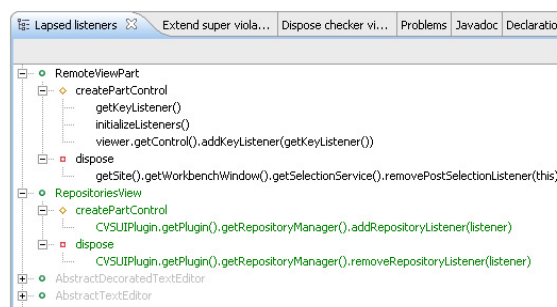 Lapsed listeners Extend super viola... Dispose checker vi... Problems Javadoc Declaratio
RemoteViewPart
createPartControl
getKeyListener()
initializeListeners()
viewer.getControl().addKeyListener(getKeyListener())
dispose
getSite().getWorkbenchWindow().getSelectionService().removePostSelectionListener(this)
RepositoriesView
createPartControl
CVSUIPlugin.getPlugin().getRepositoryManager().addRepositoryListener(listener)
dispose
CVSUIPlugin.getPlugin().getRepositoryManager().removeRepositoryListener(listener)
AbstractDecoratedTextEditor
AbstractTextEditor